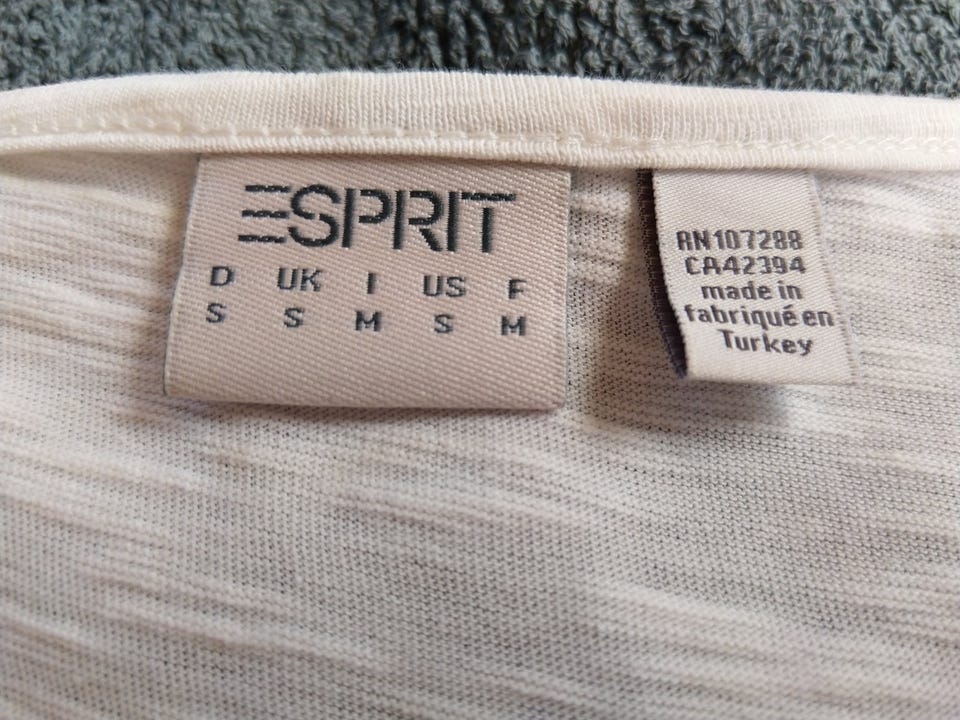 ESPRIT
D UK I US F
S S M S M
RN107288
CA42394
made in
fabriqué en
Turkey